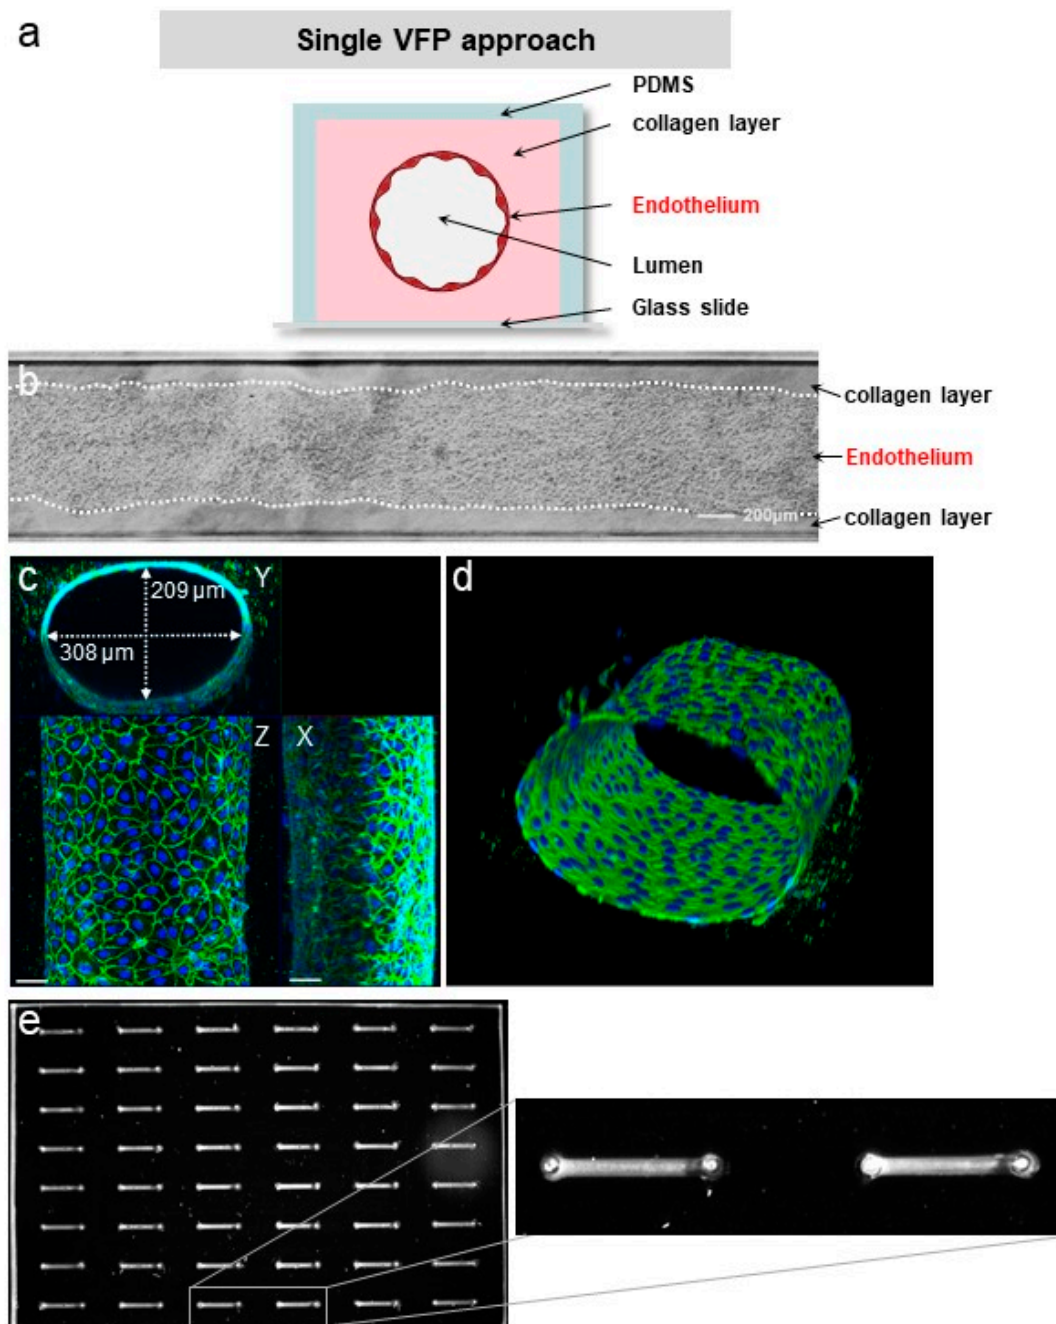 a
Single VFP approach
PDMS
collagen layer
Endothelium
Lumen
Glass slide
b
collagen layer
Endothelium
200µm
collagen layer
c
Y
209 µm
308 µm
Z
X
d
e